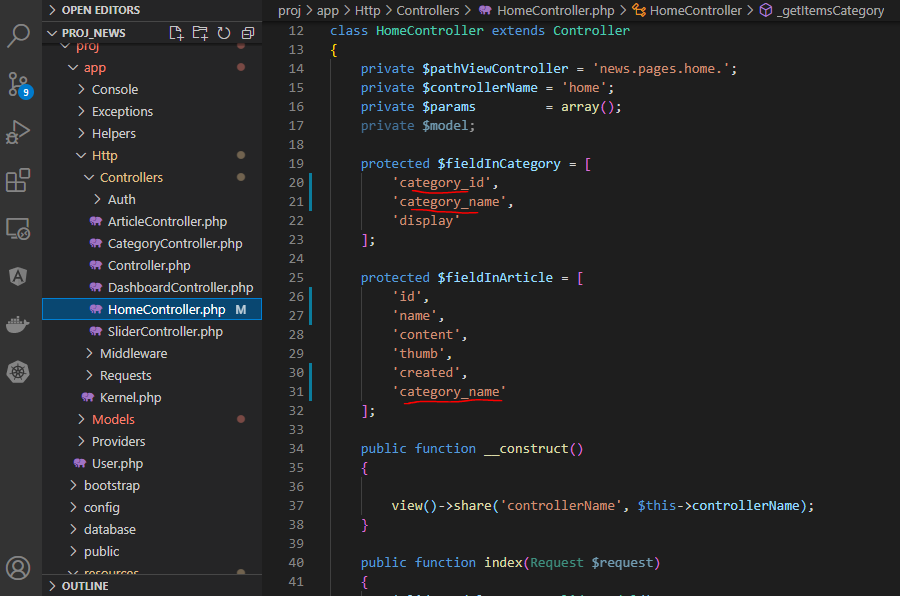 OPEN EDITORS
PROJ_NEWS
proj
app
Console
Exceptions
Helpers
Http
Controllers
Auth
ArticleController.php
CategoryController.php
Controller.php
DashboardController.php
HomeController.php M
SliderController.php
Middleware
Requests
Kernel.php
Models
Providers
User.php
bootstrap
config
database
public
resources
OUTLINE
9
proj > app > Http > Controllers > HomeController.php > HomeController > _getItemsCategory
12 class HomeController extends Controller
13 {
14 private $pathViewController = 'news.pages.home.';
15 private $controllerName = 'home';
16 private $params = array();
17 private $model;
18
19 protected $fieldInCategory = [
20 'category_id',
21 'category_name',
22 'display'
23 ];
24
25 protected $fieldInArticle = [
26 'id',
27 'name',
28 'content',
29 'thumb',
30 'created',
31 'category_name'
32 ];
33
34 public function __construct()
35 {
36
37 view()->share('controllerName', $this->controllerName);
38 }
39
40 public function index(Request $request)
41 {